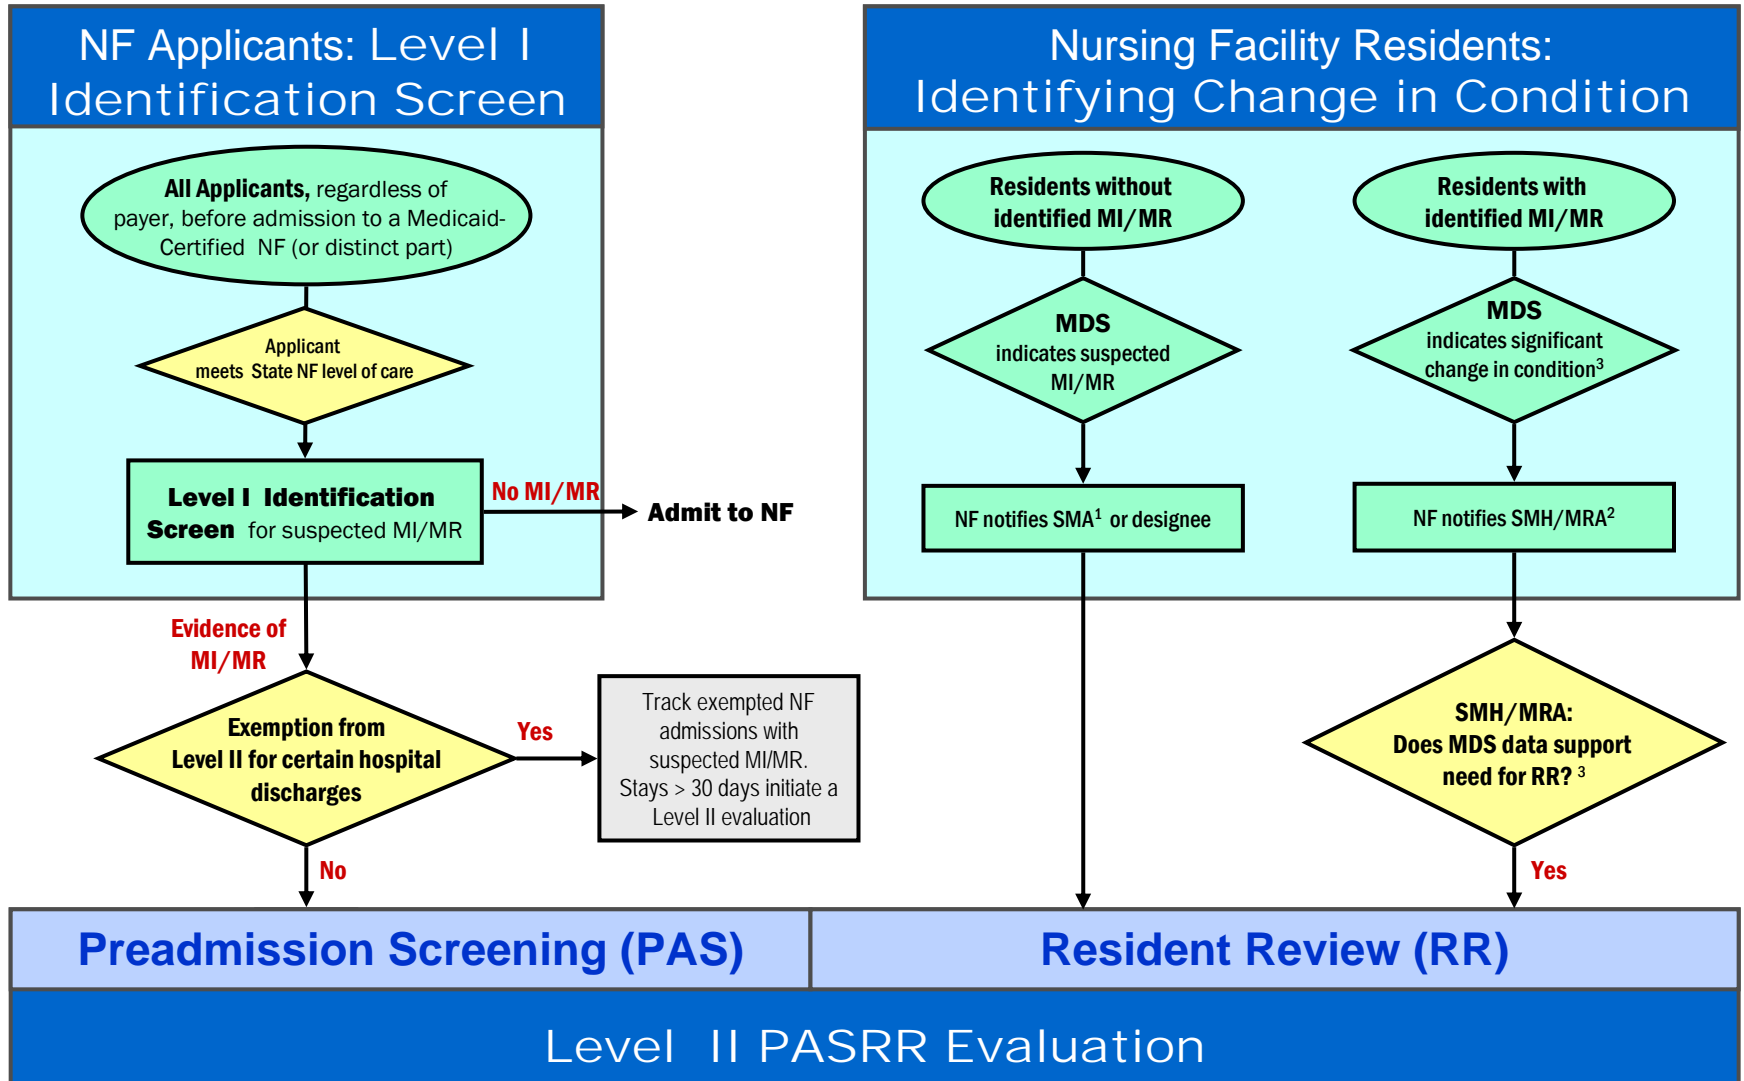 NF Applicants: Level I
Identification Screen
All Applicants, regardless of
payer, before admission to a Medicaid-
Certified NF (or distinct part)
Applicant
meets State NF level of care
Level I Identification
Screen for suspected MI/MR
No MI/MR
Admit to NF
Evidence of
MI/MR
Exemption from
Level II for certain hospital
discharges
Yes
Track exempted NF
admissions with
suspected MI/MR.
Stays > 30 days initiate a
Level II evaluation
No
Nursing Facility Residents:
Identifying Change in Condition
Residents without
identified MI/MR
MDS
indicates suspected
MI/MR
NF notifies SMA¹ or designee
Residents with
identified MI/MR
MDS
indicates significant
change in condition³
NF notifies SMH/MRA²
SMH/MRA:
Does MDS data support
need for RR? ³
Yes
Preadmission Screening (PAS)
Resident Review (RR)
Level II PASRR Evaluation